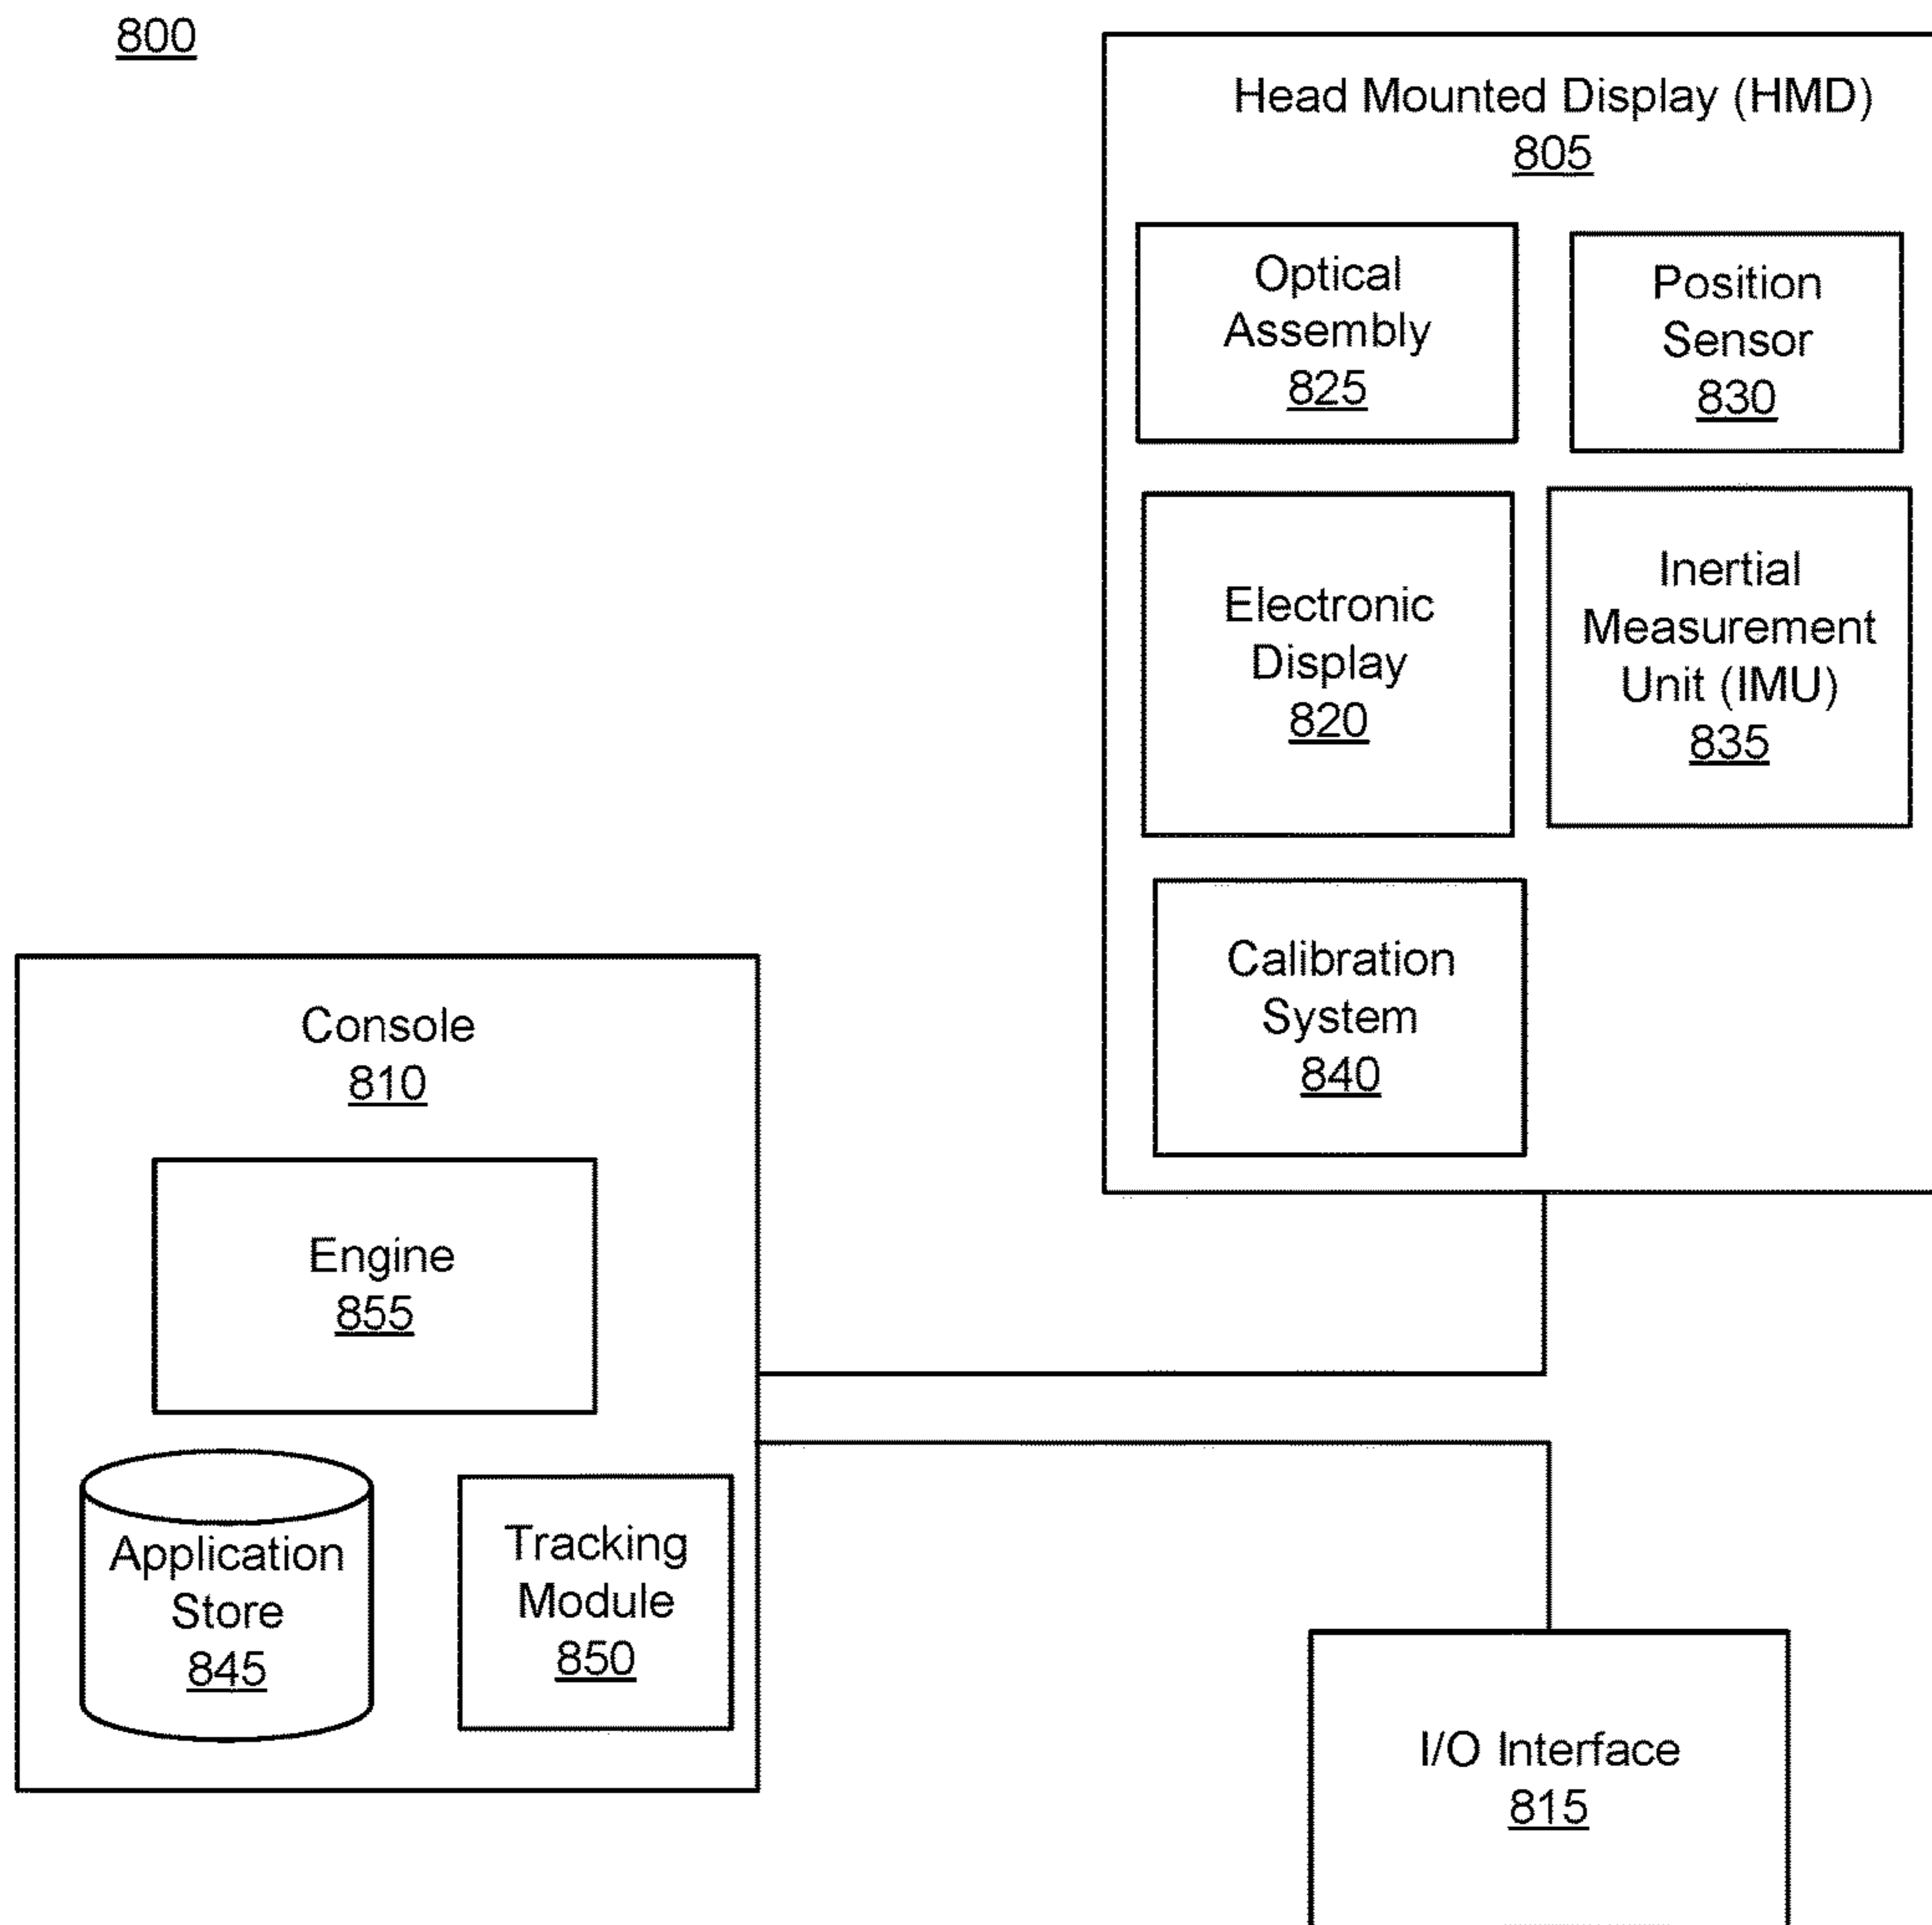 800
Head Mounted Display (HMD)
805
Optical
Assembly
825
Position
Sensor
830
Electronic
Display
820
Inertial
Measurement
Unit (IMU)
835
Calibration
System
840
Console
810
Engine
855
Application
Store
845
Tracking
Module
850
I/O Interface
815